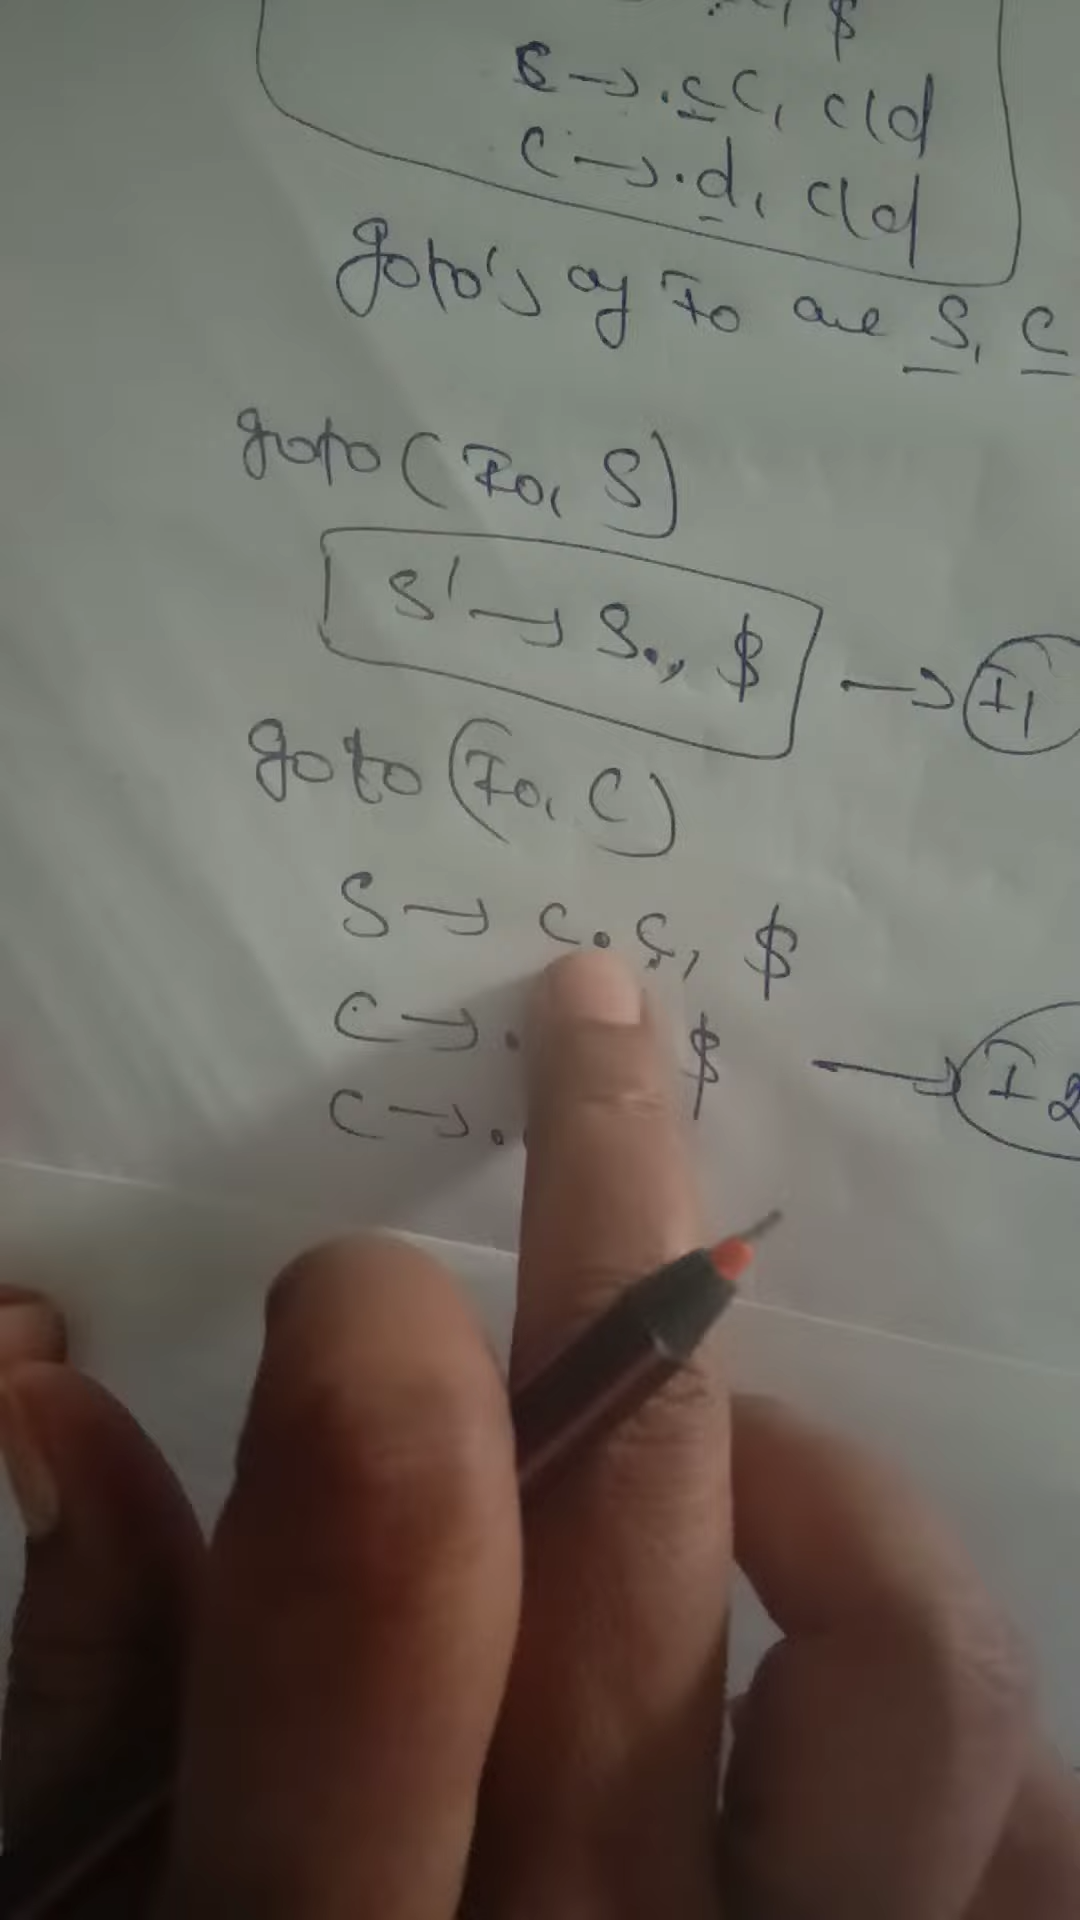 $
C → .cC, c/d
C → .d, c/d
goto's of I0 are S, C
goto (I0, S)
S' → S., $ → I1
goto (I0, C)
S → C.C, $
C → . $ → I2
C → .